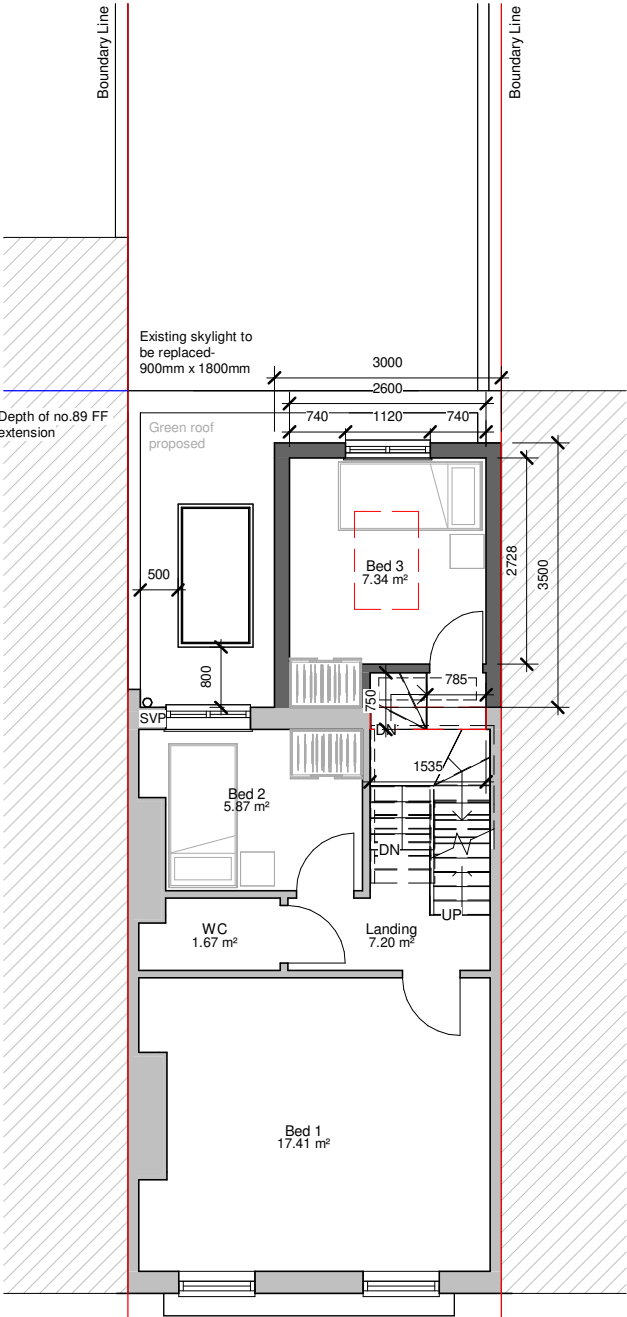 Boundary Line
Boundary Line
Existing skylight to
be replaced-
900mm x 1800mm
3000
2600
740
1120
740
Depth of no.89 FF
extension
Green roof
proposed
Bed 3
7.34 m²
2728
3500
500
800
785
750
SVP
DN
1535
Bed 2
5.87 m²
DN
UP
WC
1.67 m²
Landing
7.20 m²
Bed 1
17.41 m²